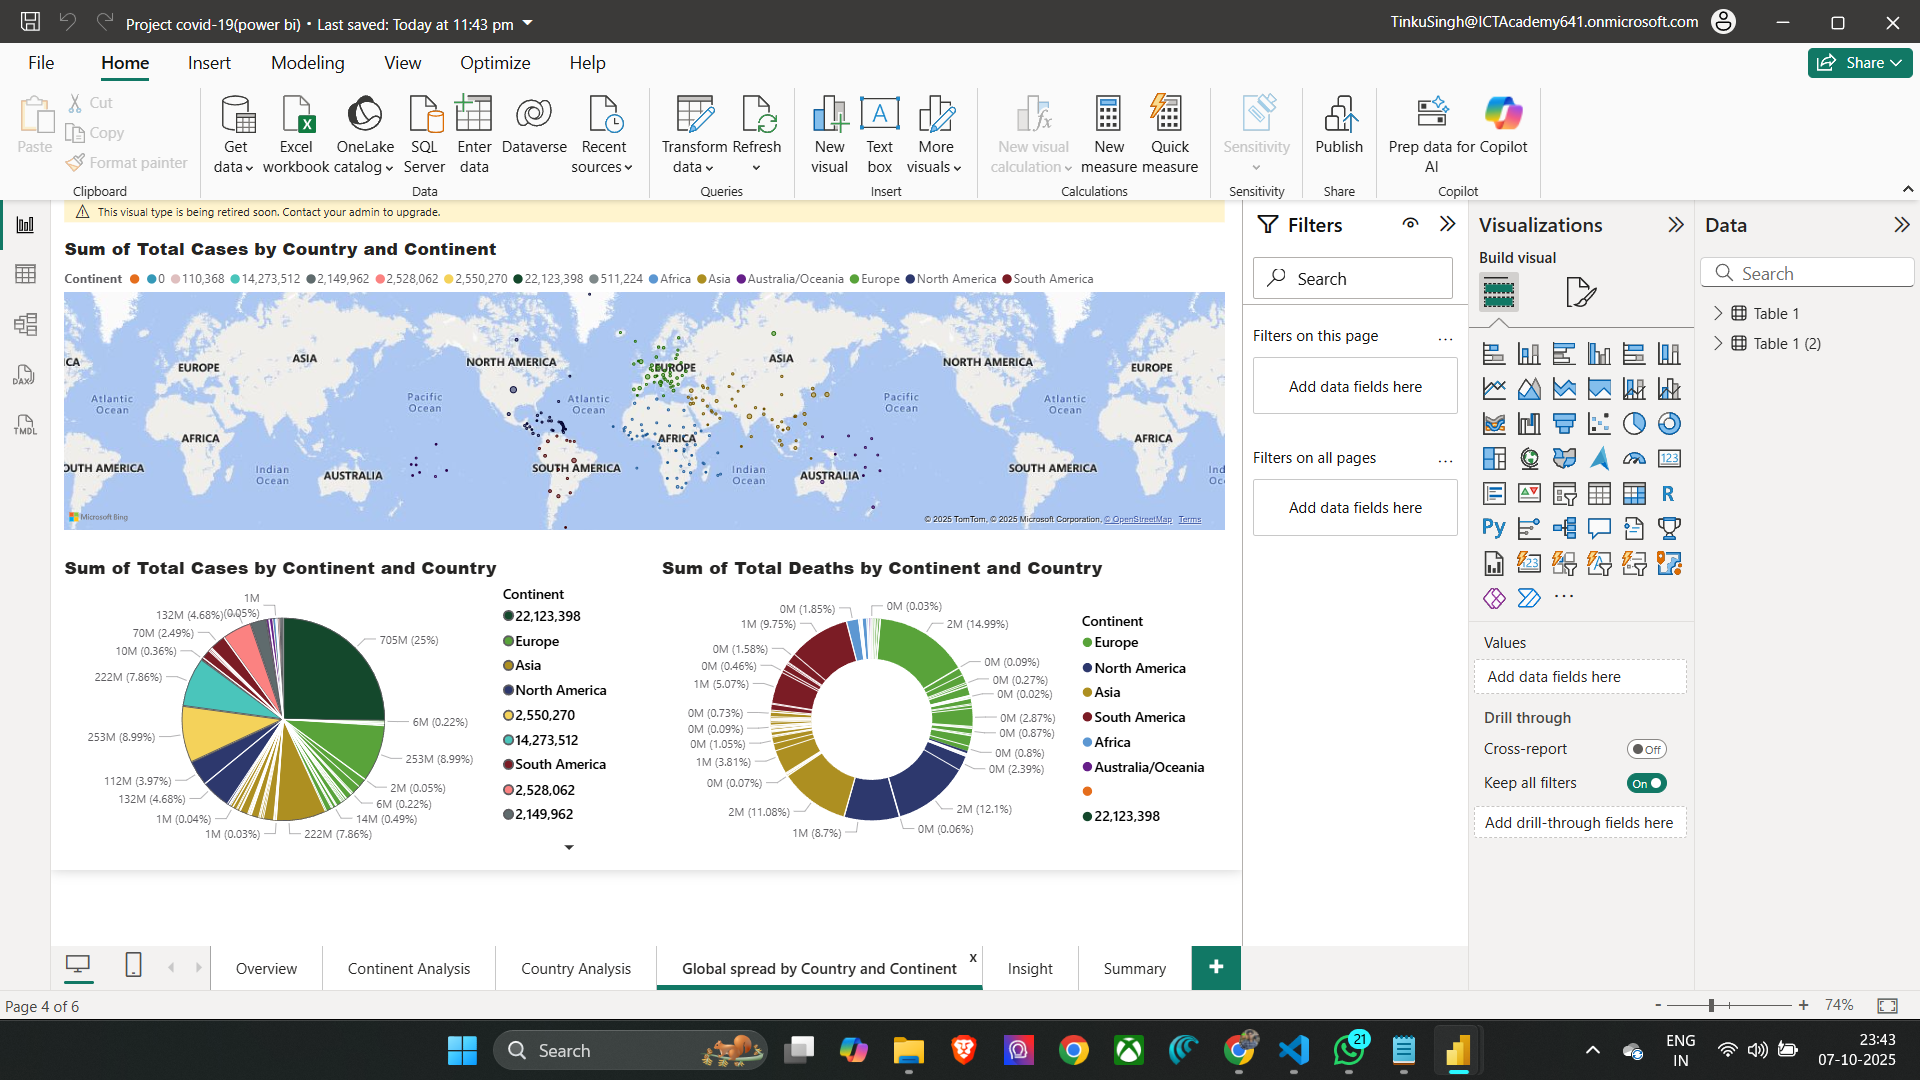 Project covid-19(power bi) • Last saved: Today at 11:43 pm
TinkuSingh@ICTAcademy641.onmicrosoft.com
File Home Insert Modeling View Optimize Help
Share
Paste
Cut
Copy
Format painter
Get data
Excel workbook
OneLake catalog
SQL Server
Enter data
Dataverse
Recent sources
Transform data
Refresh
New visual
Text box
More visuals
New visual calculation
New measure
Quick measure
Sensitivity
Publish
Prep data for AI
Copilot
Clipboard Data Queries Insert Calculations Sensitivity Share Copilot
This visual type is being retired soon. Contact your admin to upgrade.
Sum of Total Cases by Country and Continent
Continent 0 110,368 14,273,512 2,149,962 2,528,062 2,550,270 22,123,398 511,224 Africa Asia Australia/Oceania Europe North America South America
CA
EUROPE
ASIA
NORTH AMERICA
EUROPE
ASIA
NORTH AMERICA
EUROPE
Atlantic Ocean
Pacific Ocean
Atlantic Ocean
Pacific Ocean
Atlantic Ocean
AFRICA
AFRICA
AFRICA
OUTH AMERICA
Indian Ocean
AUSTRALIA
SOUTH AMERICA
Indian Ocean
AUSTRALIA
SOUTH AMERICA
Ind
Oc
Microsoft Bing
© 2025 TomTom, © 2025 Microsoft Corporation, © OpenStreetMap Terms
Sum of Total Cases by Continent and Country
1M
(0.05%)
132M (4.68%)
70M (2.49%)
10M (0.36%)
222M (7.86%)
253M (8.99%)
112M (3.97%)
132M (4.68%)
1M (0.04%)
1M (0.03%)
705M (25%)
6M (0.22%)
253M (8.99%)
2M (0.05%)
6M (0.22%)
14M (0.49%)
222M (7.86%)
Continent
22,123,398
Europe
Asia
North America
2,550,270
14,273,512
South America
2,528,062
2,149,962
Sum of Total Deaths by Continent and Country
0M (1.85%)
1M (9.75%)
0M (1.58%)
0M (0.46%)
1M (5.07%)
0M (0.73%)
0M (0.09%)
0M (1.05%)
1M (3.81%)
0M (0.07%)
2M (11.08%)
1M (8.7%)
0M (0.03%)
2M (14.99%)
0M (0.09%)
0M (0.27%)
0M (0.02%)
0M (2.87%)
0M (0.87%)
0M (0.8%)
0M (2.39%)
2M (12.1%)
0M (0.06%)
Continent
Europe
North America
Asia
South America
Africa
Australia/Oceania
22,123,398
Filters
Search
Filters on this page ...
Add data fields here
Filters on all pages ...
Add data fields here
Visualizations
Build visual
123
R
Py
123
...
Values
Add data fields here
Drill through
Cross-report Off
Keep all filters On
Add drill-through fields here
Data
Search
Table 1
Table 1 (2)
DAX
TMDL
Overview
Continent Analysis
Country Analysis
Global spread by Country and Continent x
Insight
Summary
+
Page 4 of 6
- + 74%
Search
21
ENG
IN
23:43
07-10-2025